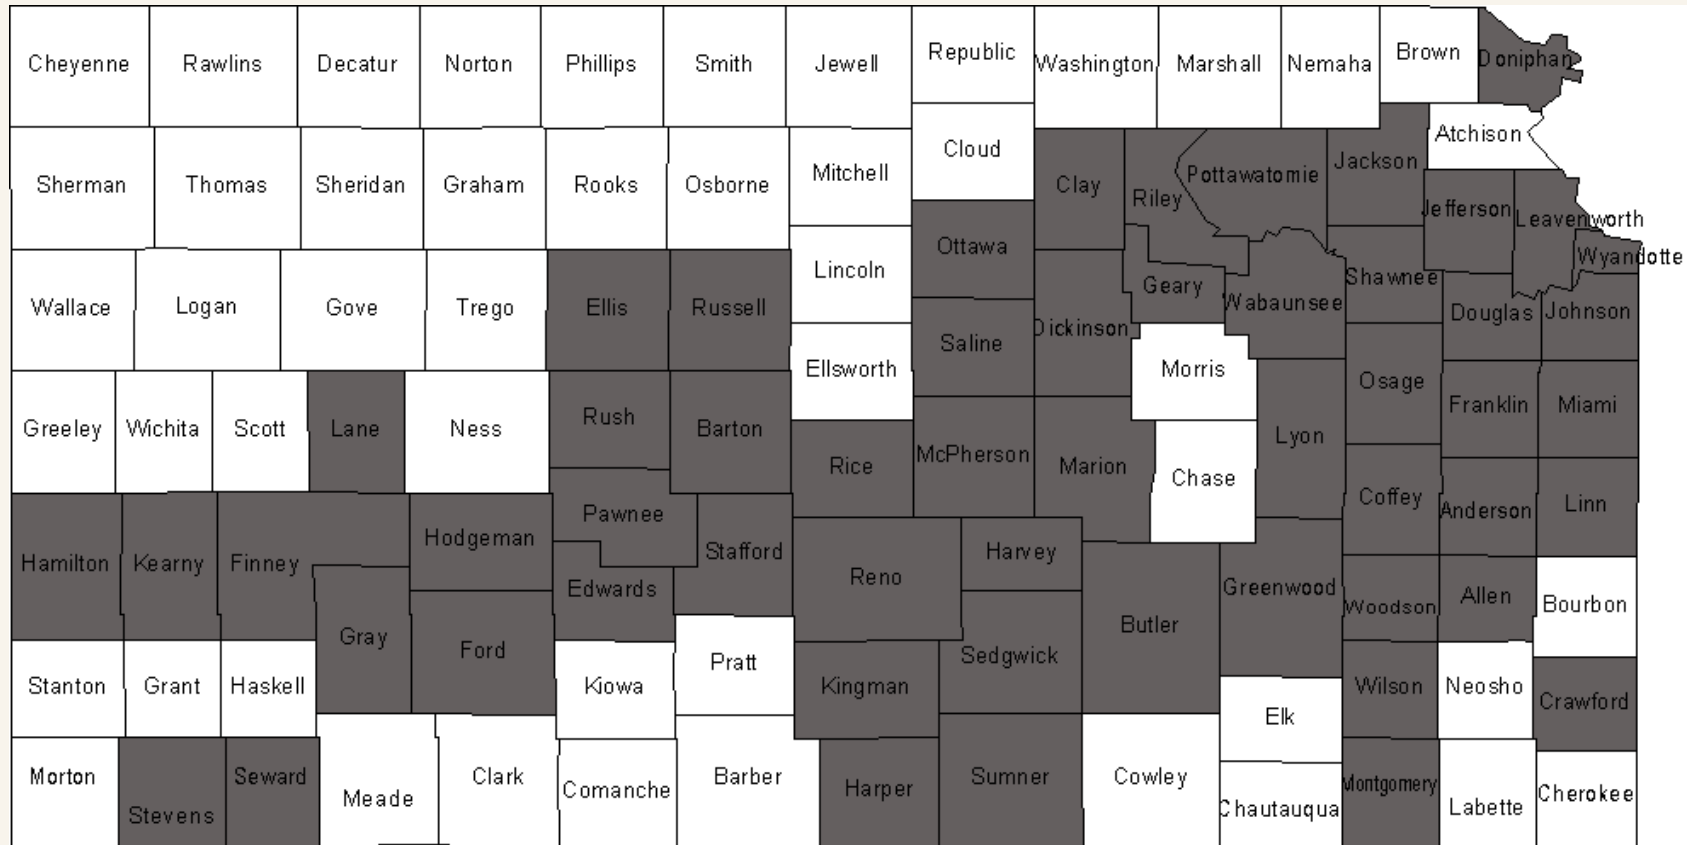 Cheyenne
Rawlins
Decatur
Norton
Phillips
Smith
Jewell
Republic
Washington
Marshall
Nemaha
Brown
Doniphan
Sherman
Thomas
Sheridan
Graham
Rooks
Osborne
Mitchell
Cloud
Clay
Riley
Pottawatomie
Jackson
Atchison
Jefferson
Leavenworth
Wyandotte
Wallace
Logan
Gove
Trego
Ellis
Russell
Lincoln
Ottawa
Saline
Dickinson
Geary
Wabaunsee
Shawnee
Douglas
Johnson
Greeley
Wichita
Scott
Lane
Ness
Rush
Barton
Ellsworth
Rice
McPherson
Marion
Morris
Chase
Lyon
Osage
Franklin
Miami
Hamilton
Kearny
Finney
Hodgeman
Pawnee
Stafford
Edwards
Reno
Harvey
Coffey
Anderson
Linn
Gray
Ford
Sedgwick
Butler
Greenwood
Woodson
Allen
Bourbon
Stanton
Grant
Haskell
Kiowa
Pratt
Kingman
Elk
Wilson
Neosho
Crawford
Morton
Stevens
Seward
Meade
Clark
Comanche
Barber
Harper
Sumner
Cowley
Chautauqua
Montgomery
Labette
Cherokee